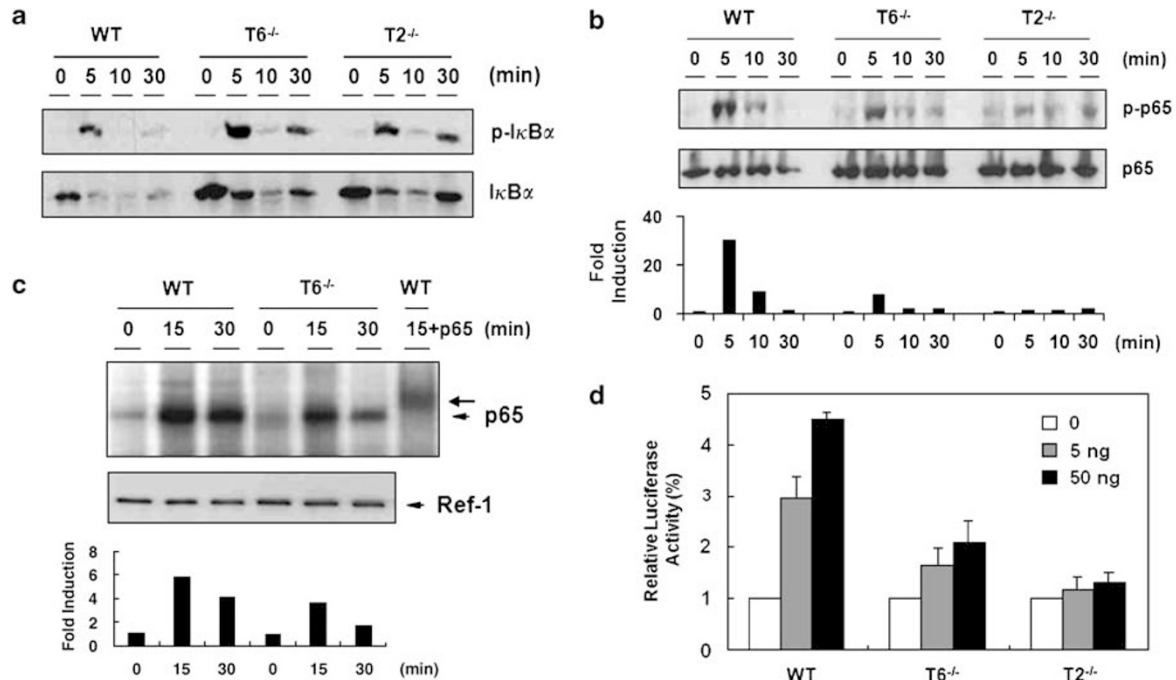 a
WT T6-/- T2-/-
0 5 10 30 0 5 10 30 0 5 10 30 (min)
p-IκBα
IκBα
b
WT T6-/- T2-/-
0 5 10 30 0 5 10 30 0 5 10 30 (min)
p-p65
p65
Fold Induction
40
20
0
0 5 10 30 0 5 10 30 0 5 10 30 (min)
c
WT T6-/- WT
0 15 30 0 15 30 15+p65 (min)
p65
Ref-1
Fold Induction
8
6
4
2
0
0 15 30 0 15 30 (min)
d
Relative Luciferase
Activity (%)
5
4
3
2
1
0
0
5 ng
50 ng
WT T6-/- T2-/-